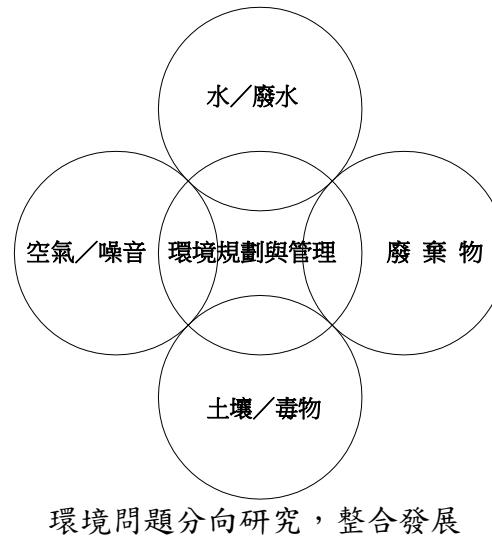 水／廢水
空氣／噪音
環境規劃與管理
廢 棄 物
土壤／毒物
環境問題分向研究，整合發展